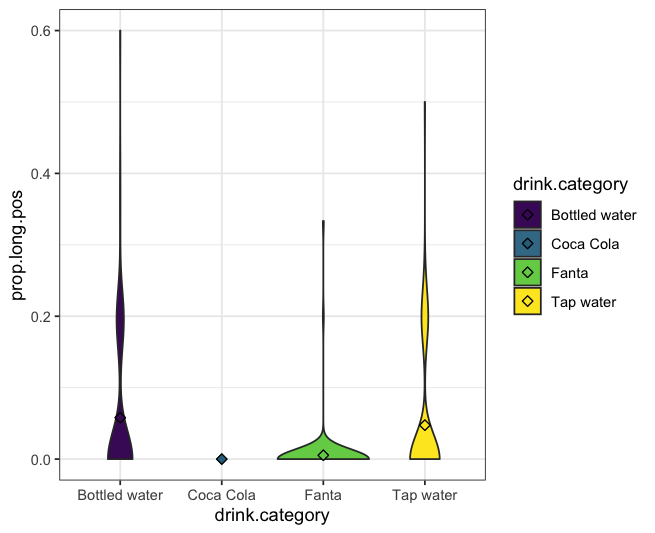 prop.long.pos
0.6
0.4
0.2
0.0
Bottled water Coca Cola Fanta Tap water
drink.category
drink.category
Bottled water
Coca Cola
Fanta
Tap water